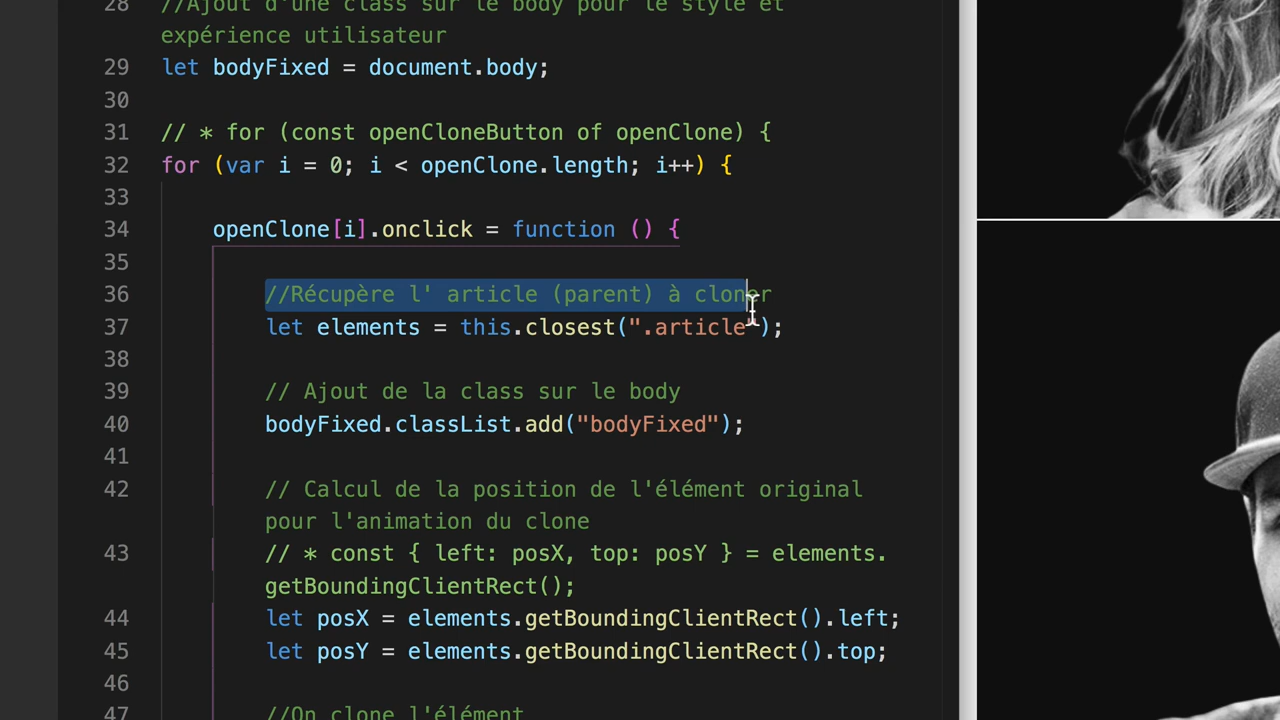 28 //Ajout d'une class sur le body pour le style et
expérience utilisateur
29 let bodyFixed = document.body;
30
31 // * for (const openCloneButton of openClone) {
32 for (var i = 0; i < openClone.length; i++) {
33
34 openClone[i].onclick = function () {
35
36 //Récupère l' article (parent) à cloner
37 let elements = this.closest(".article");
38
39 // Ajout de la class sur le body
40 bodyFixed.classList.add("bodyFixed");
41
42 // Calcul de la position de l'élément original
pour l'animation du clone
43 // * const { left: posX, top: posY } = elements.
getBoundingClientRect();
44 let posX = elements.getBoundingClientRect().left;
45 let posY = elements.getBoundingClientRect().top;
46
47 //On clone l'élément